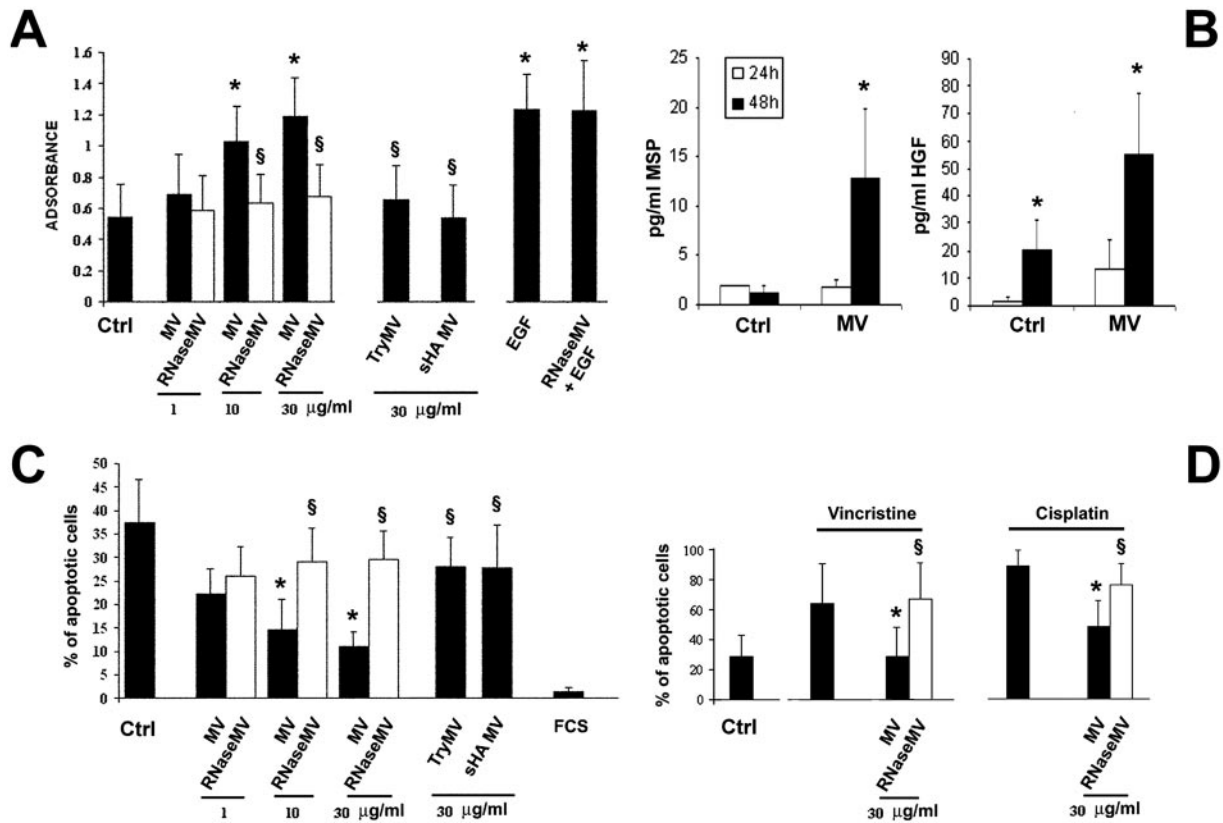 A
ADSORBANCE
1.6
1.4
1.2
1
0.8
0.6
0.4
0.2
0
*
*
§
§
§
§
*
*
Ctrl
MV
RNaseMV
MV
RNaseMV
MV
RNaseMV
TryMV
sHA MV
EGF
RNaseMV
+ EGF
1
10
30 µg/ml
30 µg/ml
B
pg/ml MSP
25
20
15
10
5
0
24h
48h
*
Ctrl
MV
pg/ml HGF
90
80
70
60
50
40
30
20
10
0
*
*
Ctrl
MV
C
% of apoptotic cells
50
45
40
35
30
25
20
15
10
5
0
*
§
*
§
§
§
Ctrl
MV
RNaseMV
MV
RNaseMV
MV
RNaseMV
TryMV
sHA MV
FCS
1
10
30 µg/ml
30 µg/ml
D
% of apoptotic cells
100
80
60
40
20
0
Vincristine
Cisplatin
*
§
*
§
Ctrl
MV
RNaseMV
30 µg/ml
MV
RNaseMV
30 µg/ml